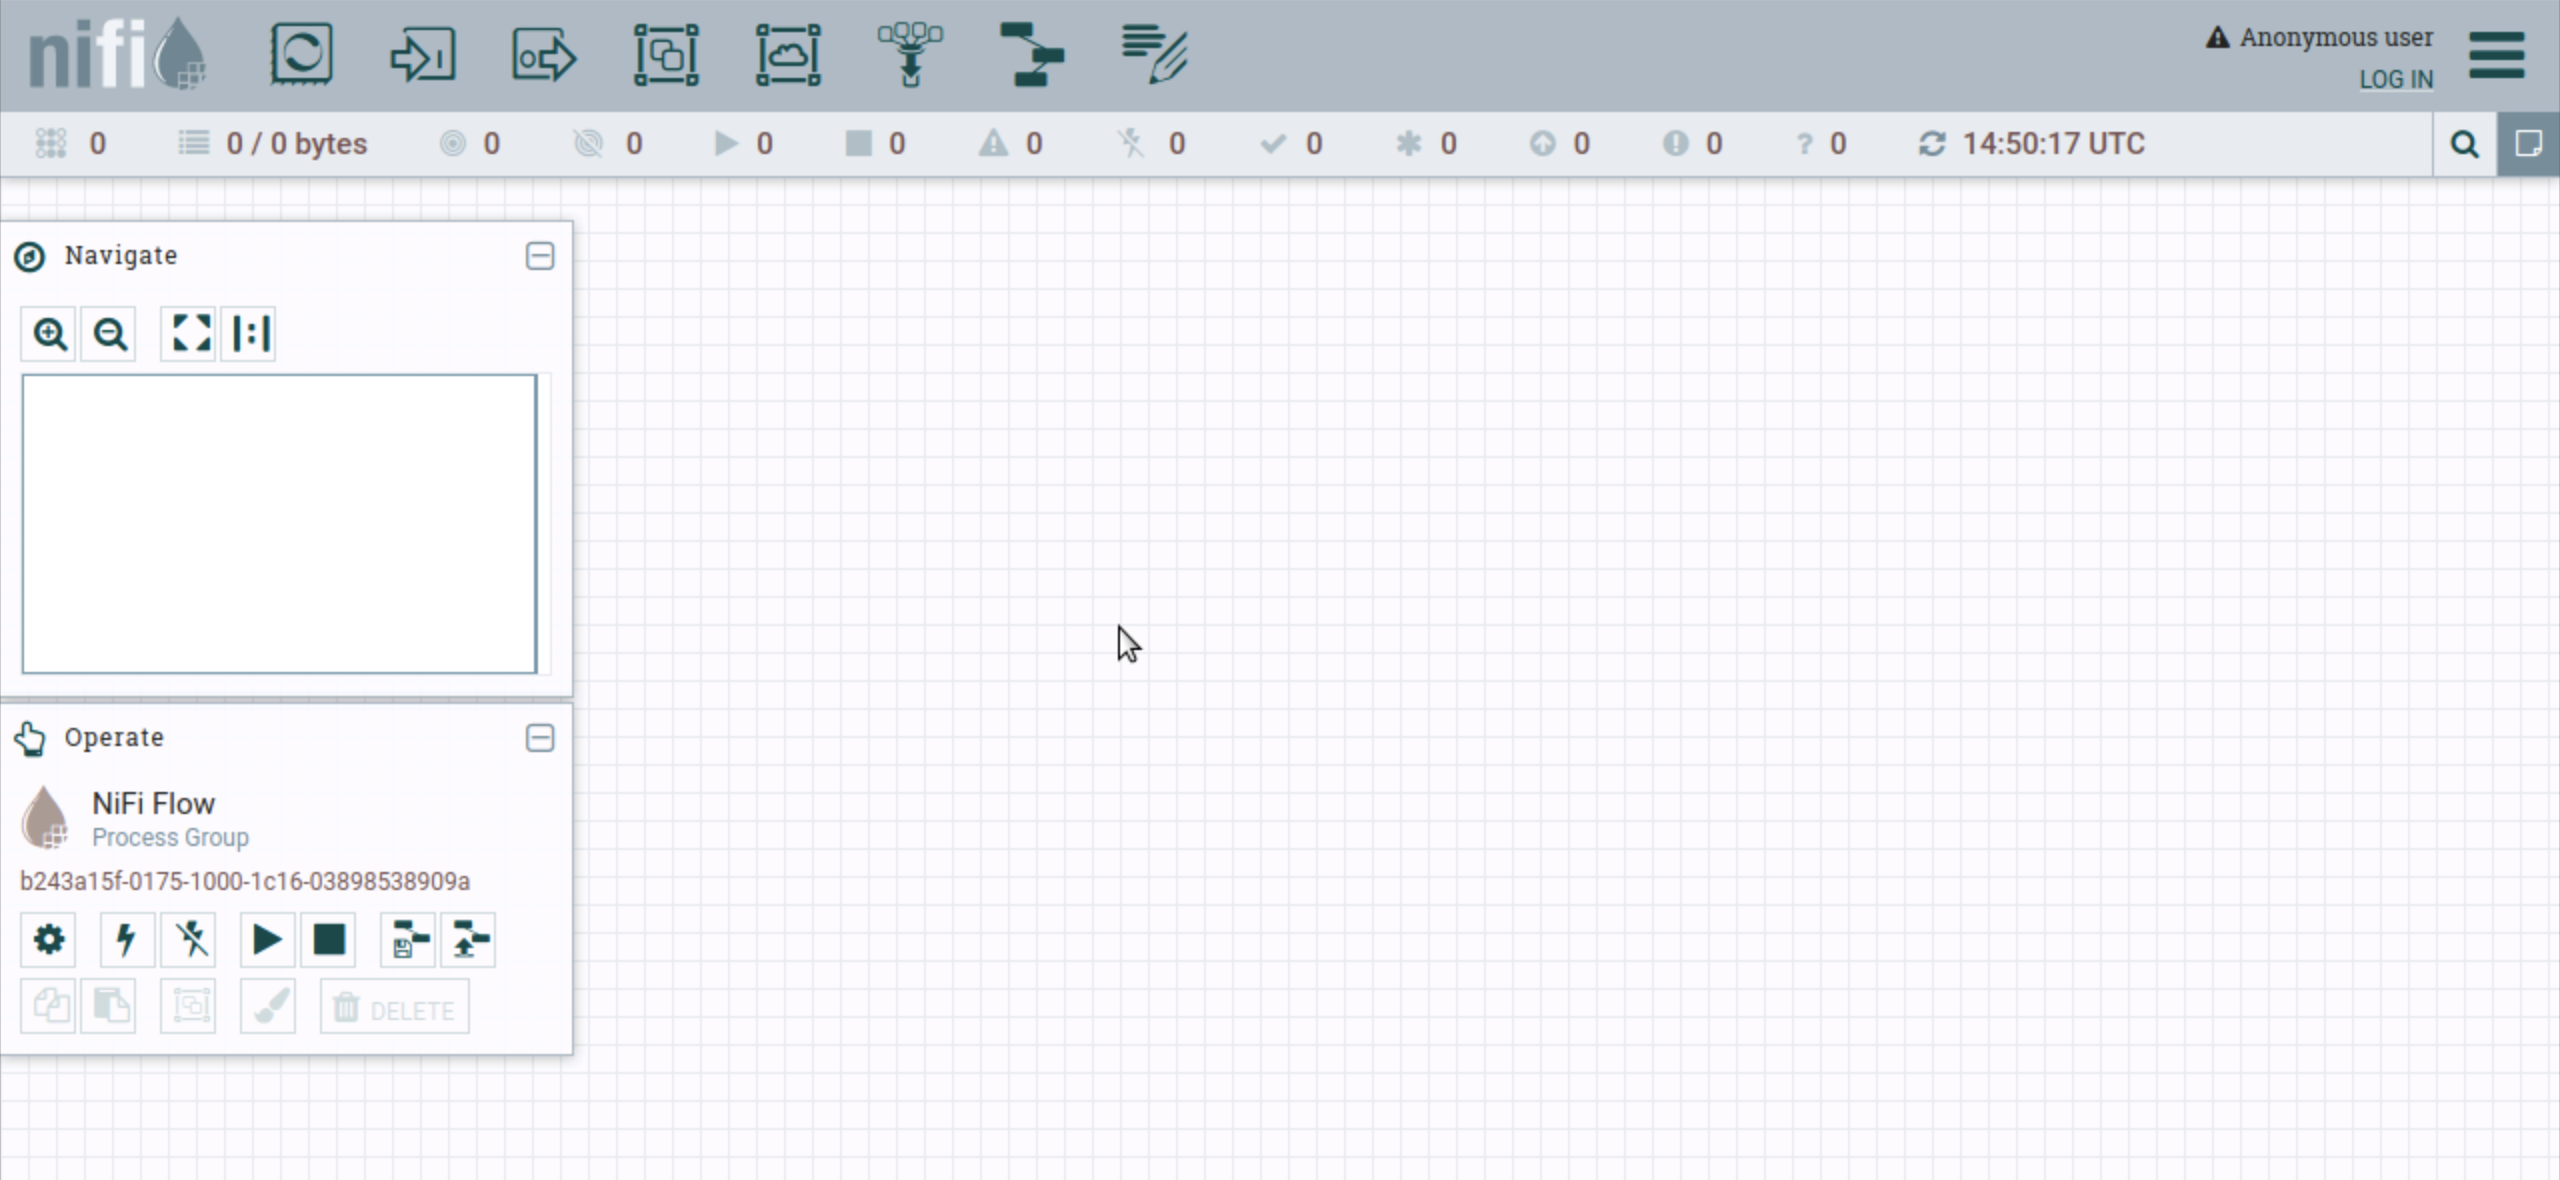 nifi
Anonymous user
LOG IN
0 0 / 0 bytes 0 0 0 0 0 0 0 0 0 0 ? 0 14:50:17 UTC
Navigate
Operate
NiFi Flow
Process Group
b243a15f-0175-1000-1c16-03898538909a
DELETE